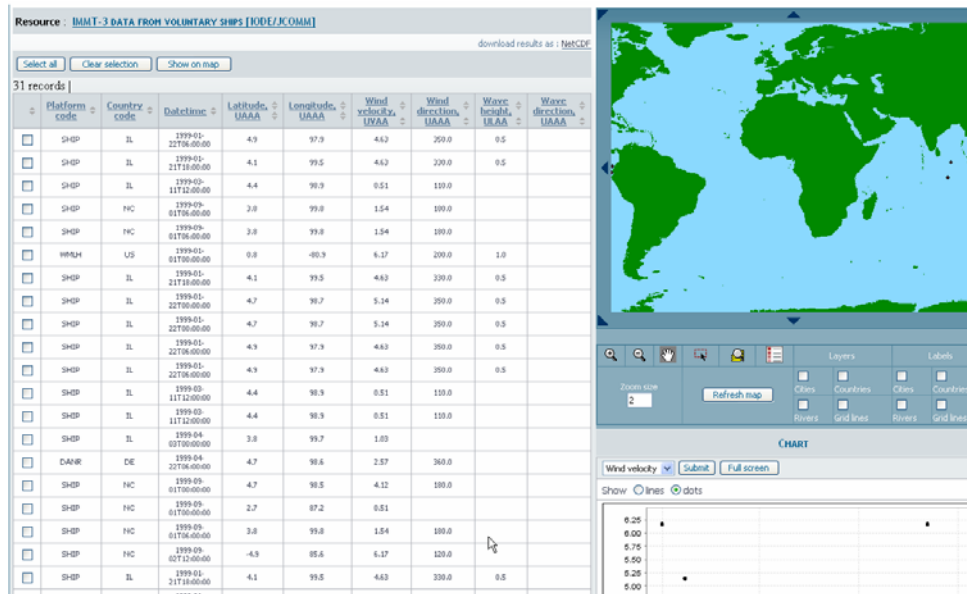 Resource : IMMT-3 DATA FROM VOLUNTARY SHIPS [IODE/JCOMM]
download results as : NetCDF
Select all Clear selection Show on map
31 records |
Platform code Country code Datetime Latitude, UAAA Longitude, UAAA Wind velocity, UVAA Wind direction, UAAA Wave height, ULAA Wave direction, UAAA
SHIP IL 1999-01-22T06:00:00 4.9 97.9 4.63 350.0 0.5
SHIP IL 1999-01-21T18:00:00 4.1 99.5 4.63 330.0 0.5
SHIP IL 1999-03-11T12:00:00 4.4 98.9 0.51 110.0
SHIP NC 1999-09-01T06:00:00 3.8 99.8 1.54 180.0
SHIP NC 1999-09-01T06:00:00 3.8 99.8 1.54 180.0
WMLH US 1999-01-01T00:00:00 0.8 -80.9 6.17 200.0 1.0
SHIP IL 1999-01-21T18:00:00 4.1 99.5 4.63 330.0 0.5
SHIP IL 1999-01-22T00:00:00 4.7 98.7 5.14 350.0 0.5
SHIP IL 1999-01-22T00:00:00 4.7 98.7 5.14 350.0 0.5
SHIP IL 1999-01-22T06:00:00 4.9 97.9 4.63 350.0 0.5
SHIP IL 1999-01-22T06:00:00 4.9 97.9 4.63 350.0 0.5
SHIP IL 1999-03-11T12:00:00 4.4 98.9 0.51 110.0
SHIP IL 1999-03-11T12:00:00 4.4 98.9 0.51 110.0
SHIP IL 1999-04-03T00:00:00 3.8 99.7 1.03
DANR DE 1999-04-22T06:00:00 4.7 98.6 2.57 360.0
SHIP NC 1999-09-01T00:00:00 4.7 98.5 4.12 180.0
SHIP NC 1999-09-01T00:00:00 2.7 87.2 0.51
SHIP NC 1999-09-01T06:00:00 3.8 99.8 1.54 180.0
SHIP NC 1999-09-02T12:00:00 -4.9 85.6 6.17 120.0
SHIP IL 1999-01-21T18:00:00 4.1 99.5 4.63 330.0 0.5
Layers Labels
Zoom size
2
Refresh map
Cities Countries Cities Countries
Rivers Grid lines Rivers Grid lines
CHART
Wind velocity Submit Full screen
Show lines dots
6.25
6.00
5.75
5.50
5.25
5.00